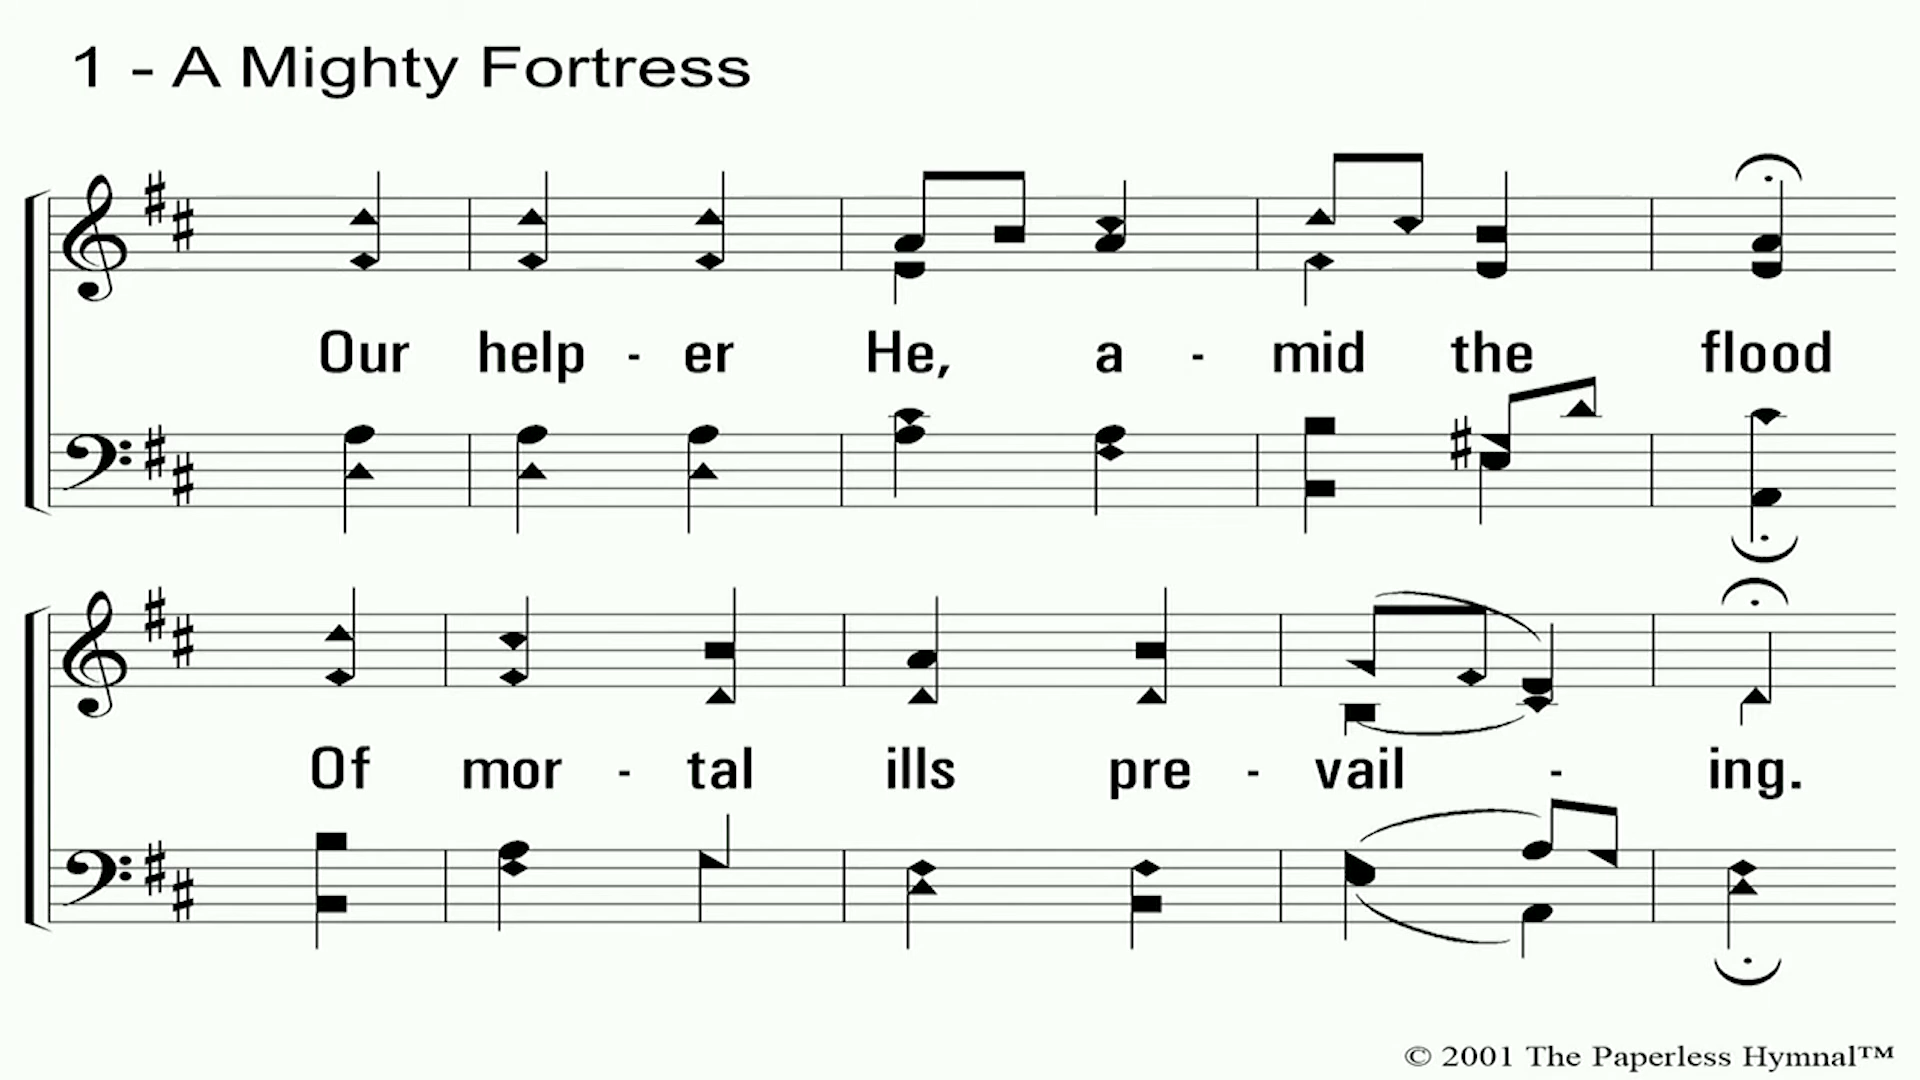 1 - A Mighty Fortress
Our help - er He, a - mid the flood
Of mor - tal ills pre - vail - ing.
© 2001 The Paperless Hymnal™